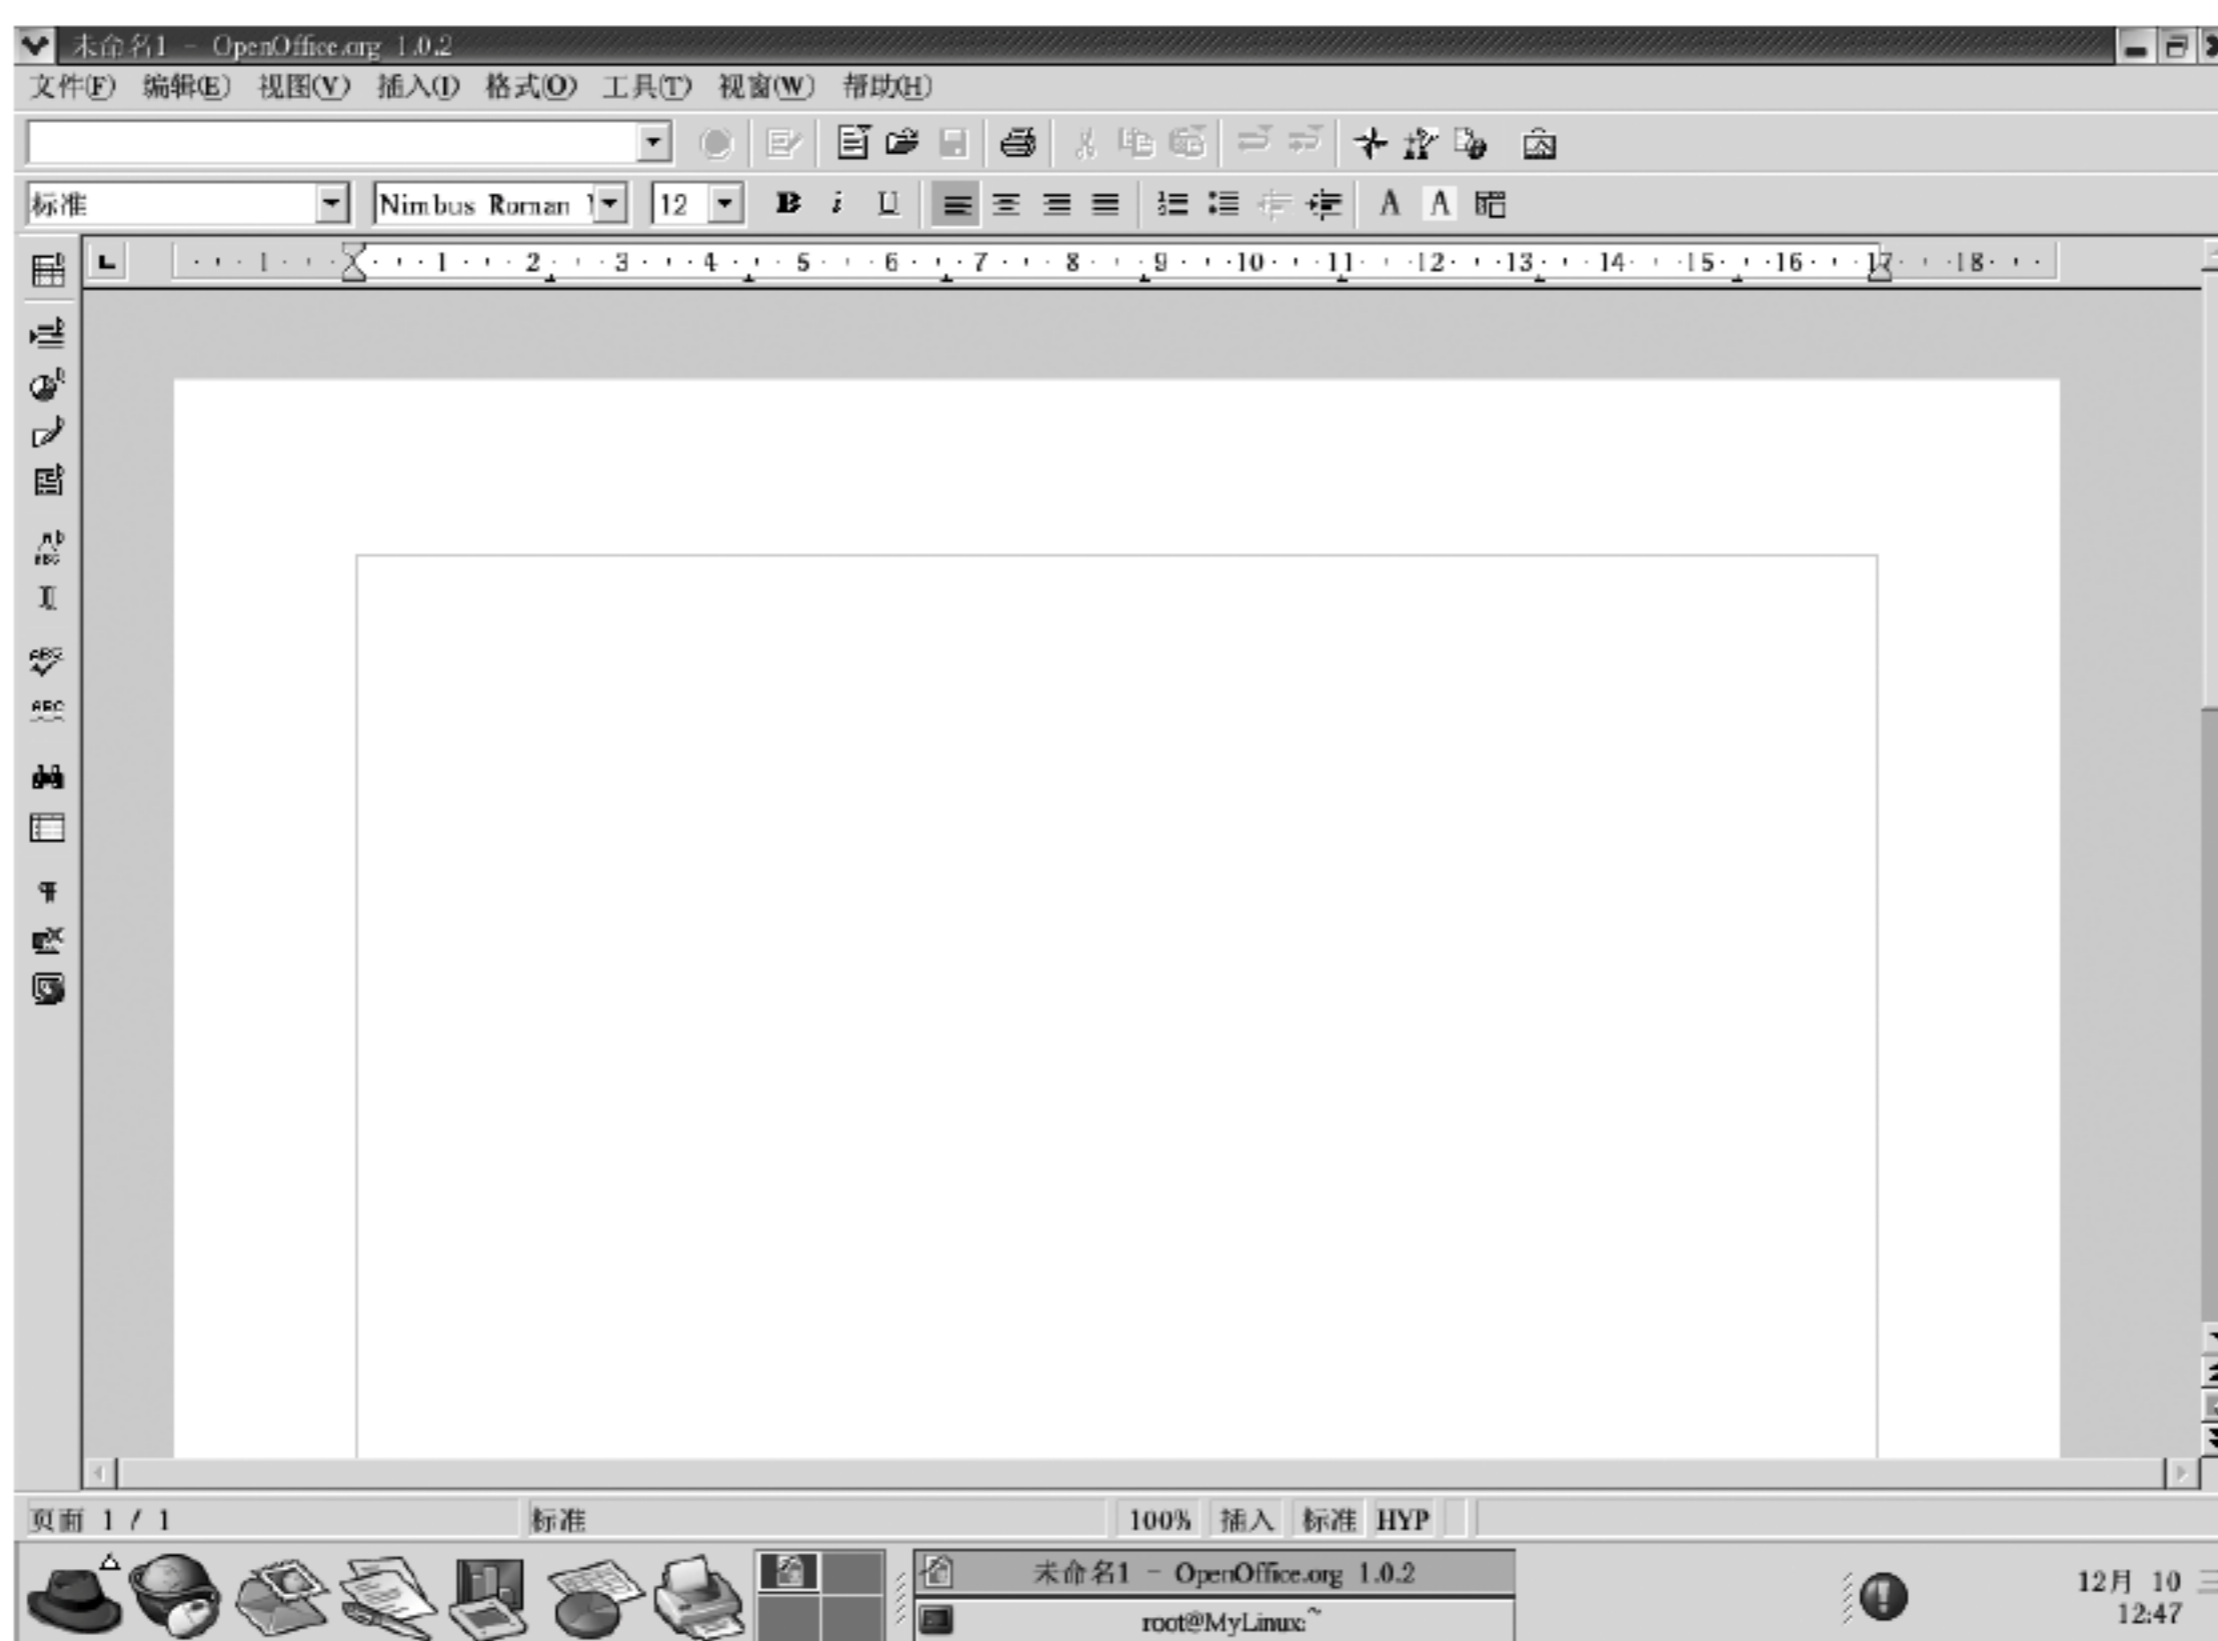 未命名1 - OpenOffice.org 1.0.2
文件(F) 编辑(E) 视图(V) 插入(I) 格式(O) 工具(T) 视窗(W) 帮助(H)
标准 Nimbus Roman 12 B i U A A
1 1 2 3 4 5 6 7 8 9 10 11 12 13 14 15 16 17 18
ABC
ABC
页面 1 / 1 标准 100% 插入 标准 HYP
未命名1 - OpenOffice.org 1.0.2
root@MyLinux:~
12月 10
12:47